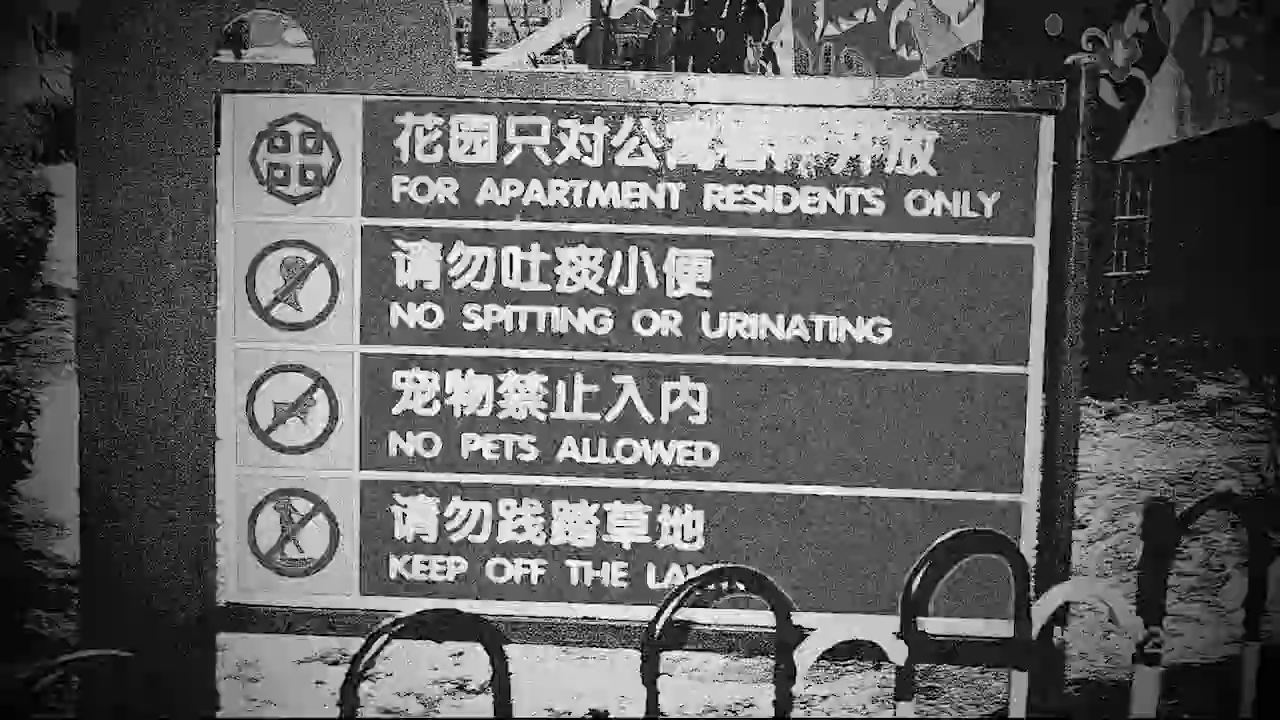 花园只对公寓客户开放
FOR APARTMENT RESIDENTS ONLY
请勿吐痰小便
NO SPITTING OR URINATING
宠物禁止入内
NO PETS ALLOWED
请勿践踏草地
KEEP OFF THE